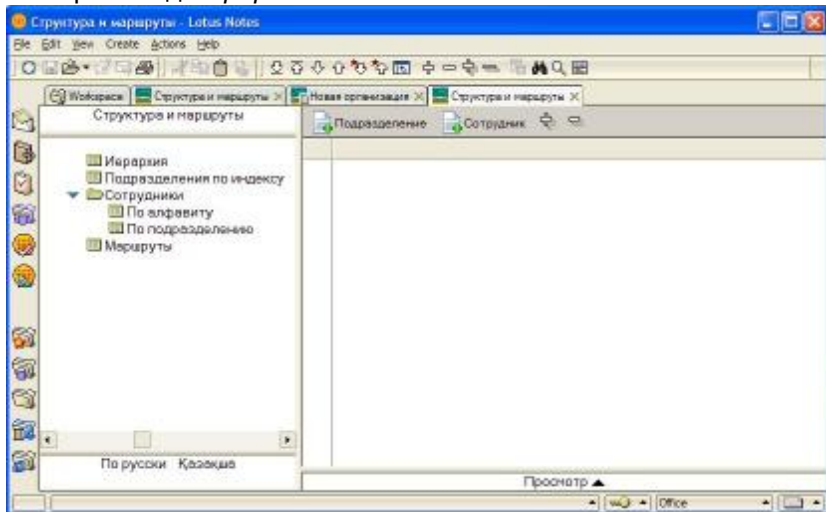 Структура и маршруты - Lotus Notes
File Edit View Create Actions Help
Workspace Структура и маршруты Новая организация Структура и маршруты
Структура и маршруты
Подразделение Сотрудник
Иерархия
Подразделения по индексу
Сотрудники
По алфавиту
По подразделению
Маршруты
По русски Қазақша
Просмотр
Office